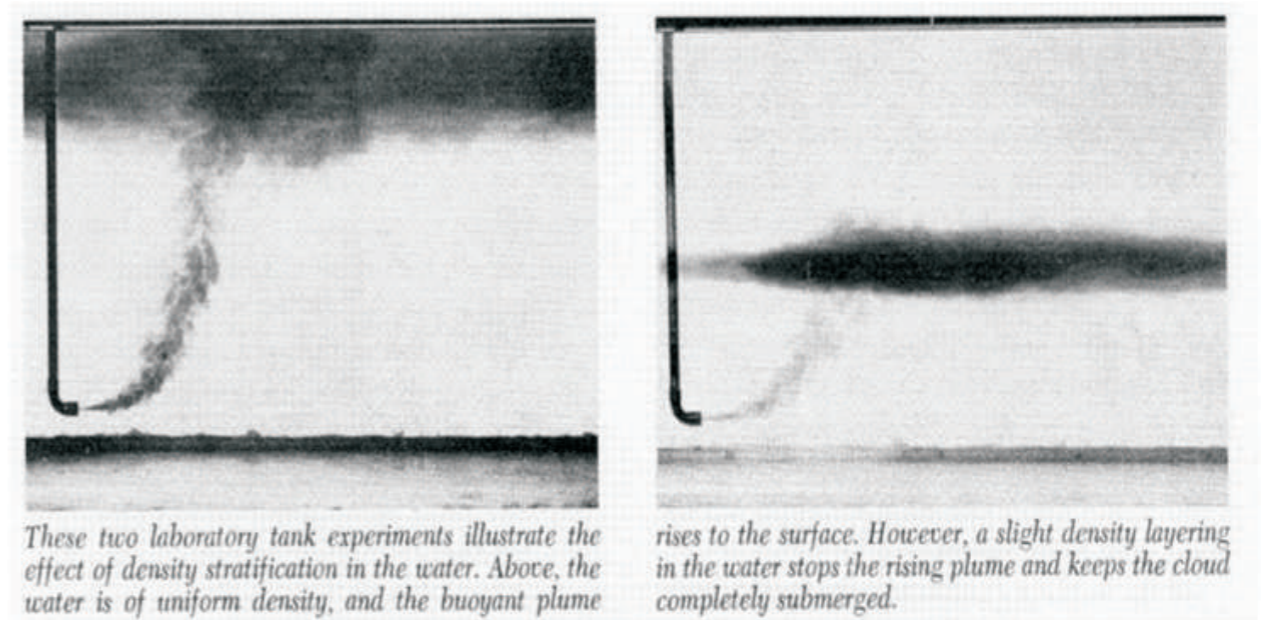 These two laboratory tank experiments illustrate the
effect of density stratification in the water. Above, the
water is of uniform density, and the buoyant plume
rises to the surface. However, a slight density layering
in the water stops the rising plume and keeps the cloud
completely submerged.